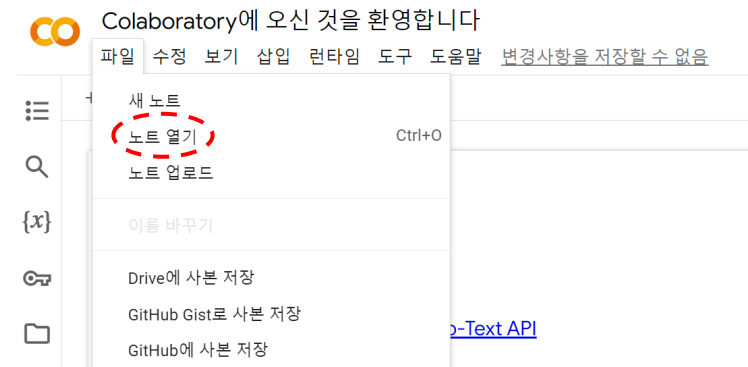 Colaboratory에 오신 것을 환영합니다
파일 수정 보기 삽입 런타임 도구 도움말 변경사항을 저장할 수 없음
+
새 노트
노트 열기 Ctrl+O
노트 업로드
{x}
이름 바꾸기
Drive에 사본 저장
GitHub Gist로 사본 저장
-Text API
GitHub에 사본 저장